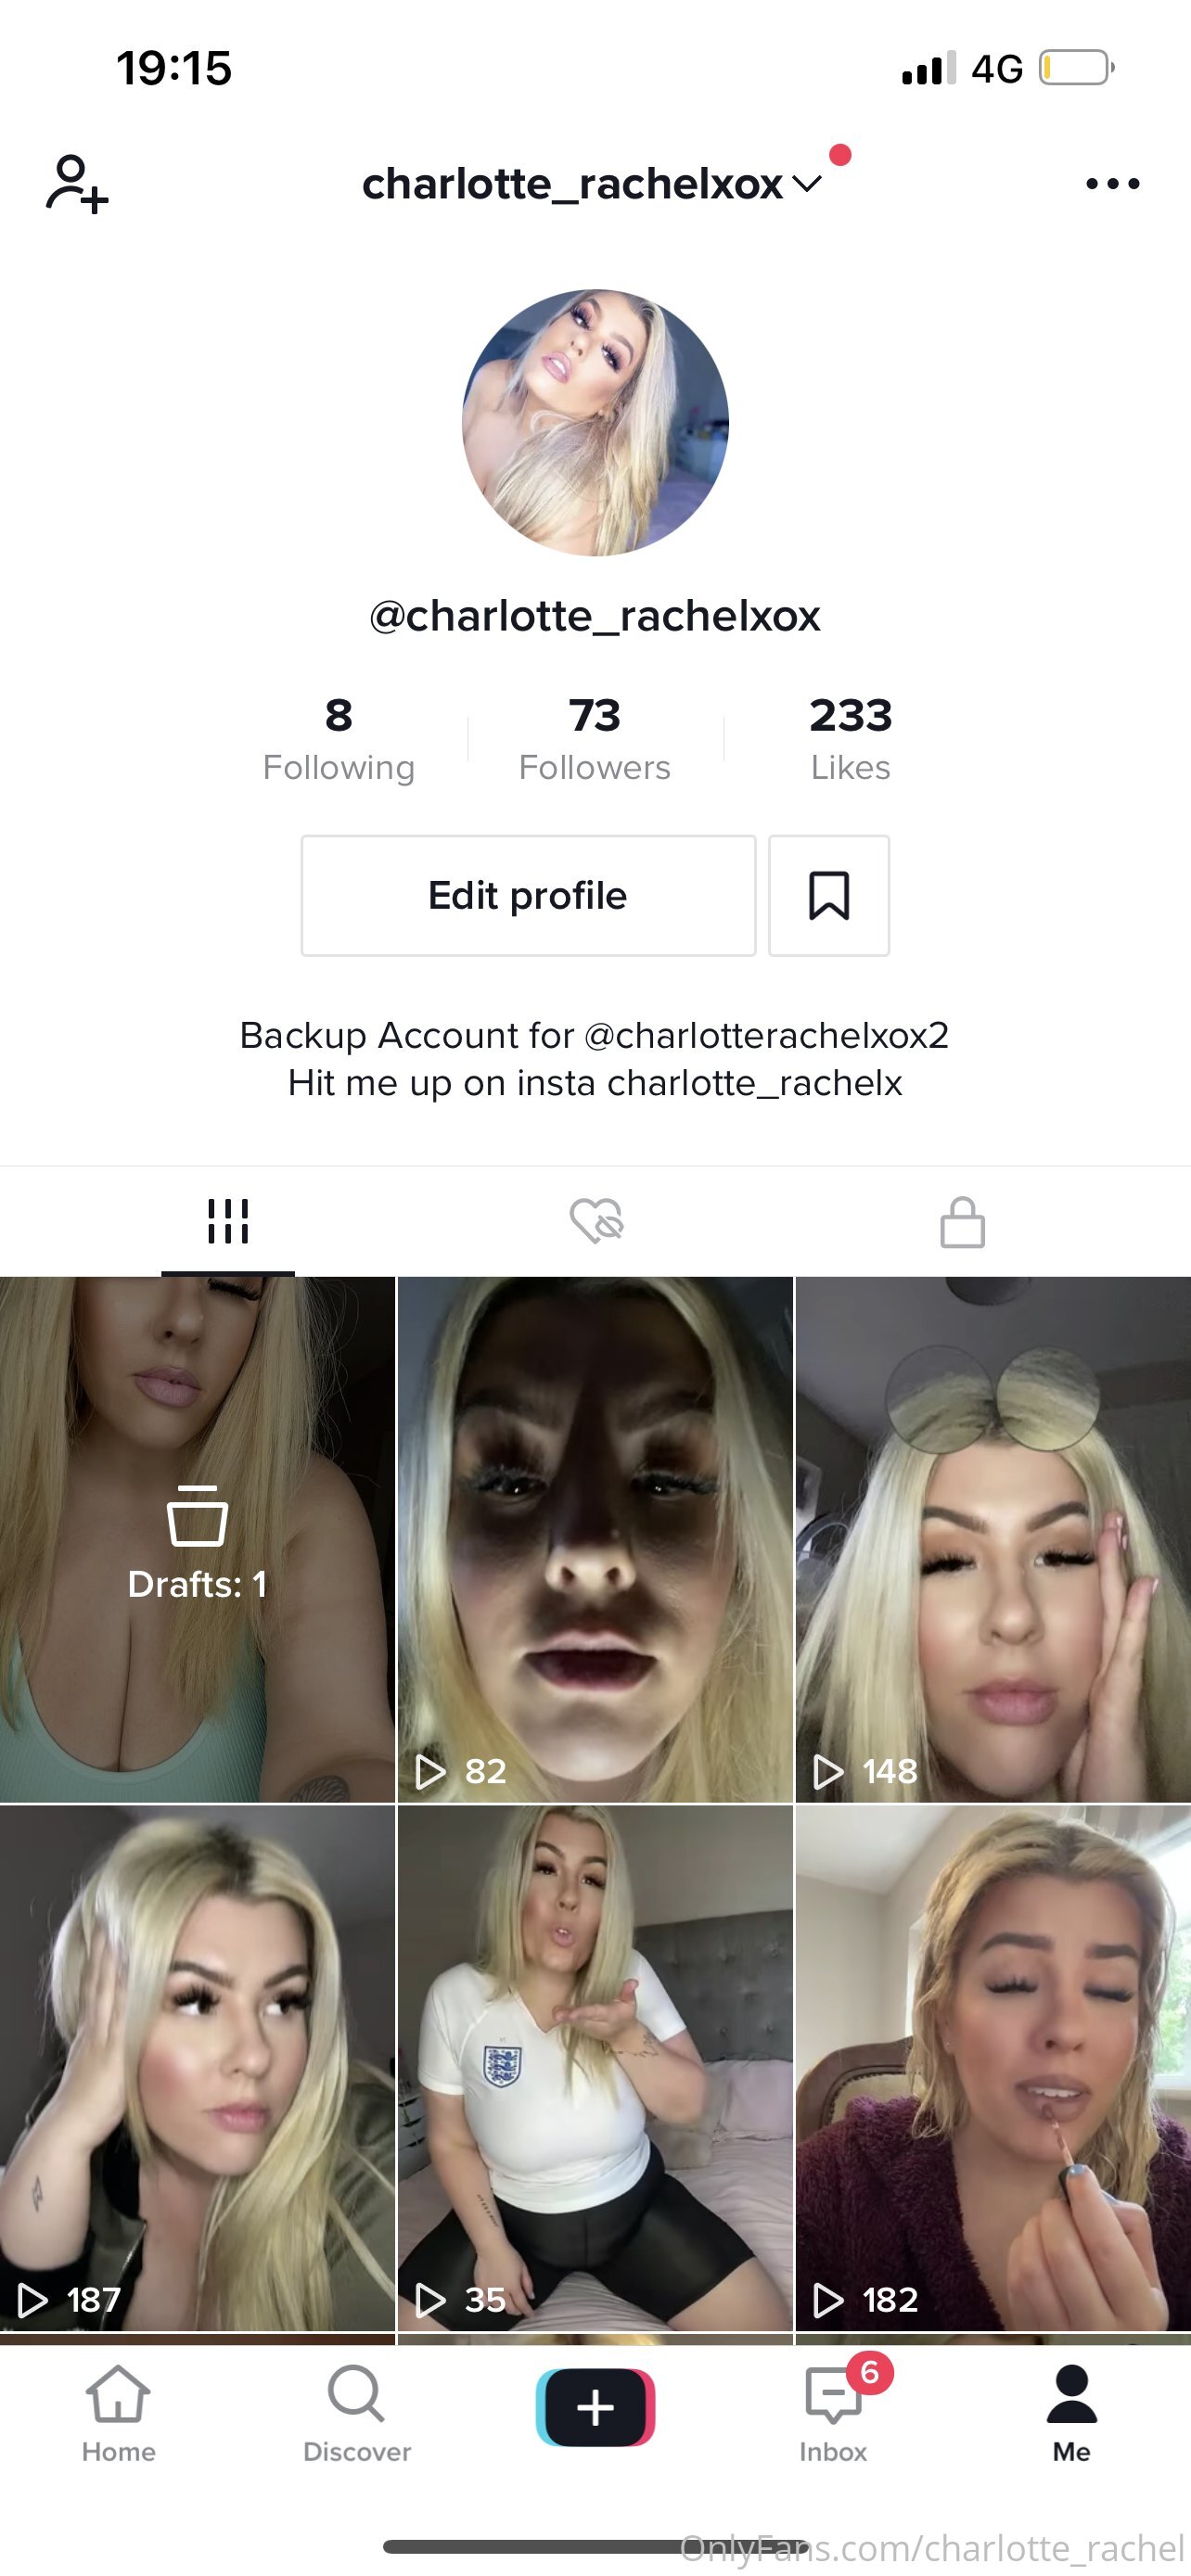 19:15
4G
charlotte_rachelxox
@charlotte_rachelxox
8
Following
73
Followers
233
Likes
Edit profile
Backup Account for @charlotterachelxox2
Hit me up on insta charlotte_rachelx
Drafts: 1
82
148
187
35
182
Home
Discover
6
Inbox
Me
OnlyFans.com/charlotte_rachel